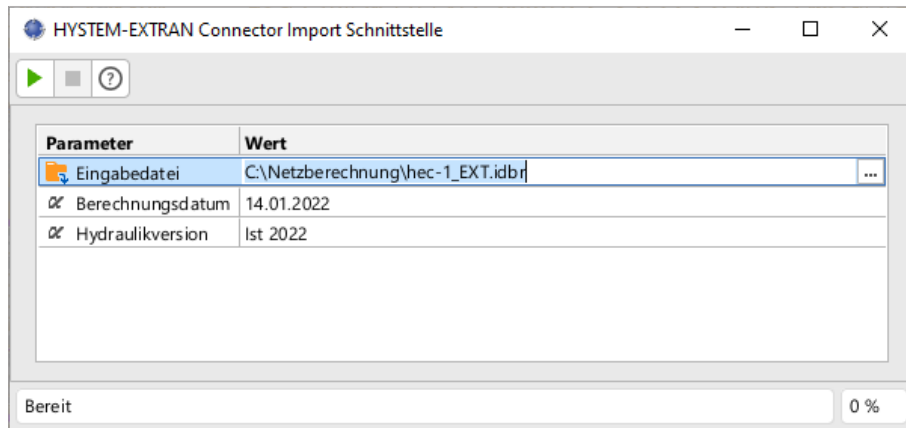 HYSTEM-EXTRAN Connector Import Schnittstelle
Parameter Wert
Eingabedatei C:\Netzberechnung\hec-1_EXT.idbr ...
α Berechnungsdatum 14.01.2022
α Hydraulikversion Ist 2022
Bereit 0 %